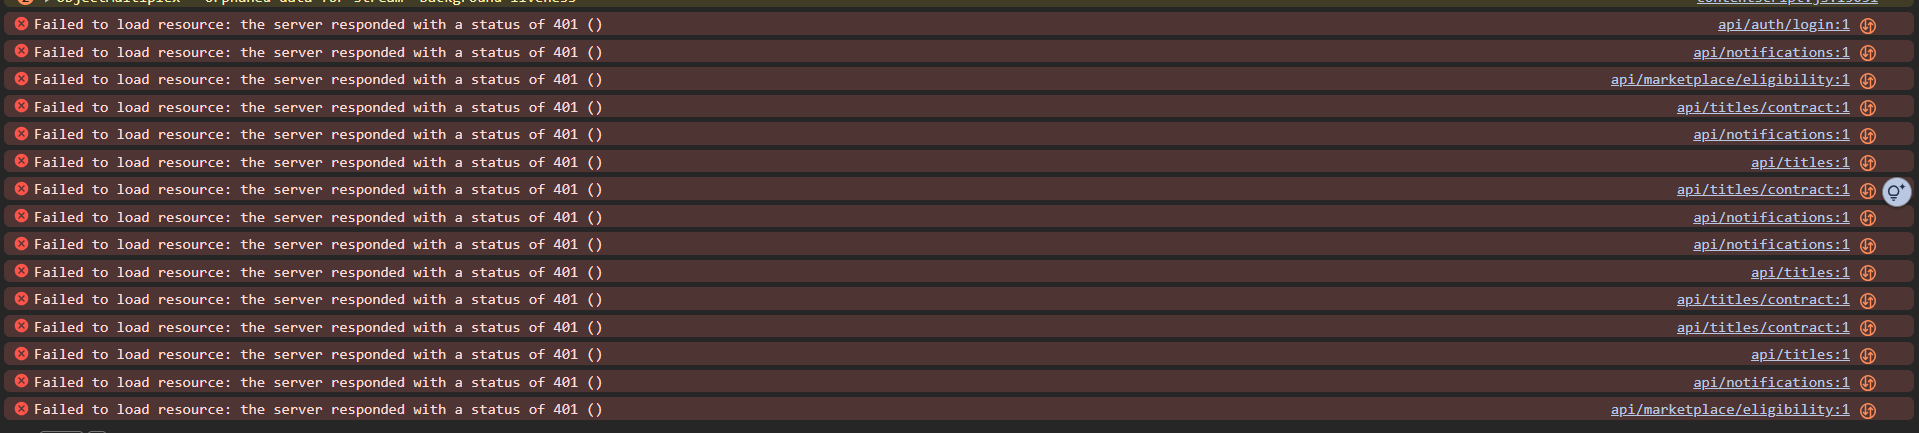 Failed to load resource: the server responded with a status of 401 () api/auth/login:1
Failed to load resource: the server responded with a status of 401 () api/notifications:1
Failed to load resource: the server responded with a status of 401 () api/marketplace/eligibility:1
Failed to load resource: the server responded with a status of 401 () api/titles/contract:1
Failed to load resource: the server responded with a status of 401 () api/notifications:1
Failed to load resource: the server responded with a status of 401 () api/titles:1
Failed to load resource: the server responded with a status of 401 () api/titles/contract:1
Failed to load resource: the server responded with a status of 401 () api/notifications:1
Failed to load resource: the server responded with a status of 401 () api/notifications:1
Failed to load resource: the server responded with a status of 401 () api/titles:1
Failed to load resource: the server responded with a status of 401 () api/titles/contract:1
Failed to load resource: the server responded with a status of 401 () api/titles/contract:1
Failed to load resource: the server responded with a status of 401 () api/titles:1
Failed to load resource: the server responded with a status of 401 () api/notifications:1
Failed to load resource: the server responded with a status of 401 () api/marketplace/eligibility:1